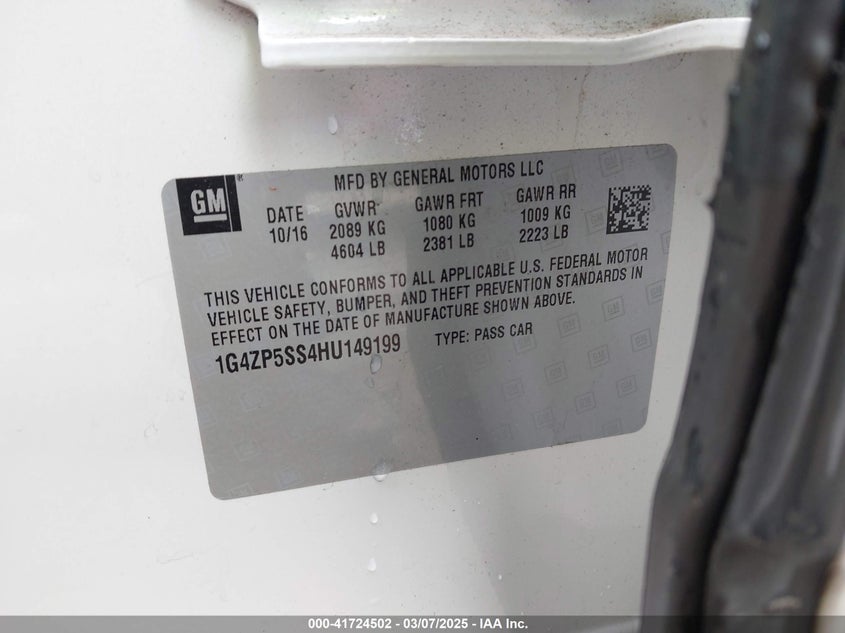 GM
®
MFD BY GENERAL MOTORS LLC
DATE GVWR GAWR FRT GAWR RR
10/16 2089 KG 1080 KG 1009 KG
4604 LB 2381 LB 2223 LB
THIS VEHICLE CONFORMS TO ALL APPLICABLE U.S. FEDERAL MOTOR
VEHICLE SAFETY, BUMPER, AND THEFT PREVENTION STANDARDS IN
EFFECT ON THE DATE OF MANUFACTURE SHOWN ABOVE.
1G4ZP5SS4HU149199 TYPE: PASS CAR
000-41724502 — 03/07/2025 — IAA Inc.